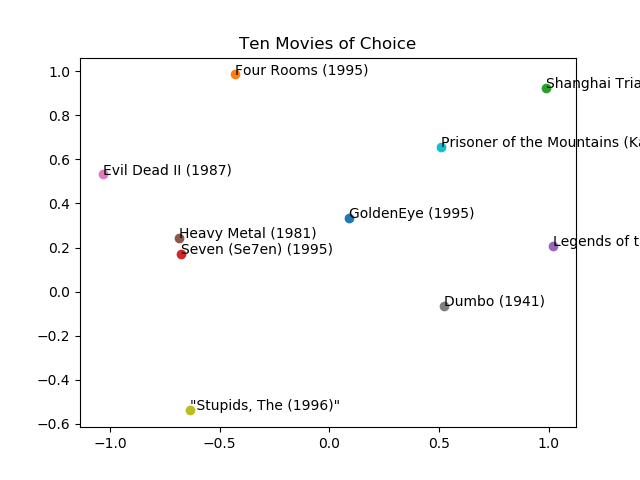 Ten Movies of Choice
1.0
Four Rooms (1995)
Shanghai
0.8
0.6
Prisoner of the Mountains
Evil Dead II (1987)
0.4
GoldenEye (1995)
Heavy Metal (1981)
0.2
Seven (Se7en) (1995)
Legends of
0.0
Dumbo (1941)
−0.2
−0.4
"Stupids, The (1996)"
−0.6
−1.0 −0.5 0.0 0.5 1.0